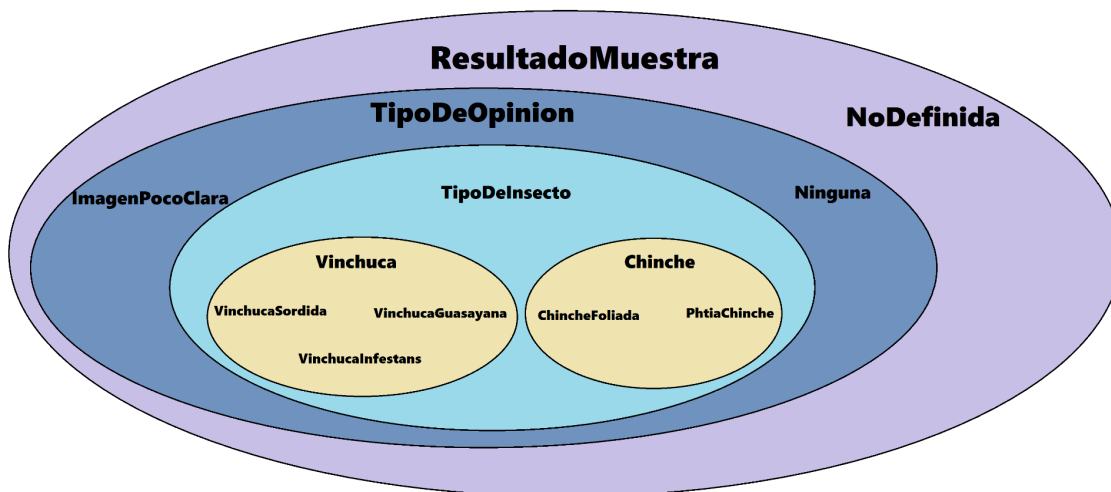 ResultadoMuestra
TipoDeOpinion
NoDefinida
ImagenPocoClara
TipoDeInsecto
Ninguna
Vinchuca
Chinche
VinchucaSordida
VinchucaGuasayana
ChincheFoliada
PhtiaChinche
VinchucaInfestans